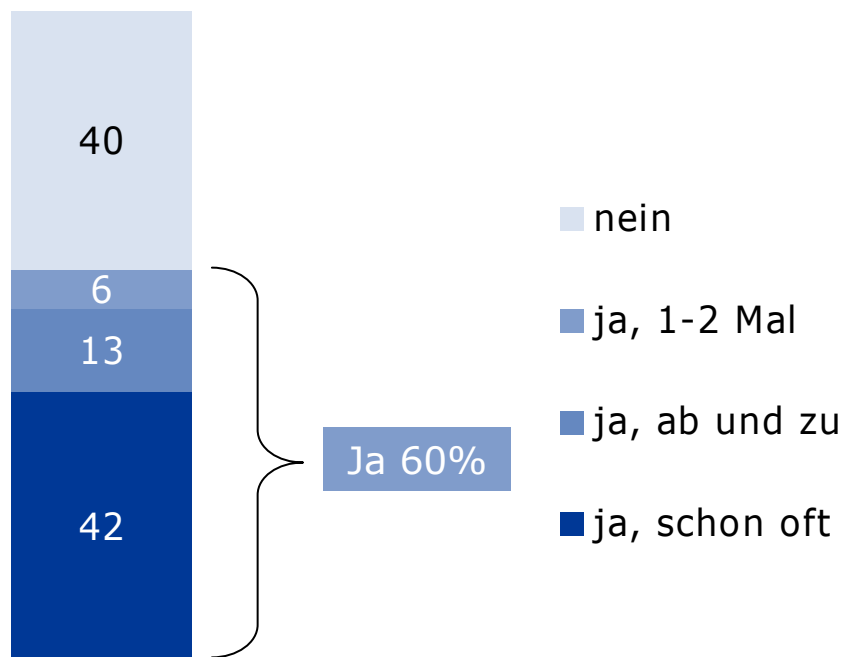 40
6
13
42
Ja 60%
nein
ja, 1-2 Mal
ja, ab und zu
ja, schon oft